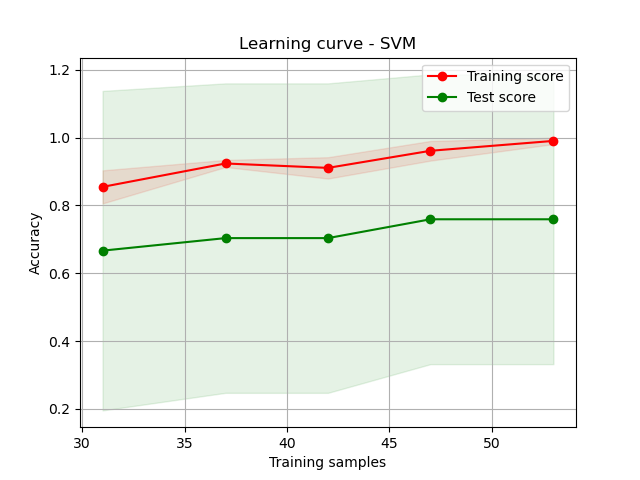 Learning curve - SVM
Training score
Test score
1.2
1.0
0.8
0.6
0.4
0.2
Accuracy
30 35 40 45 50
Training samples